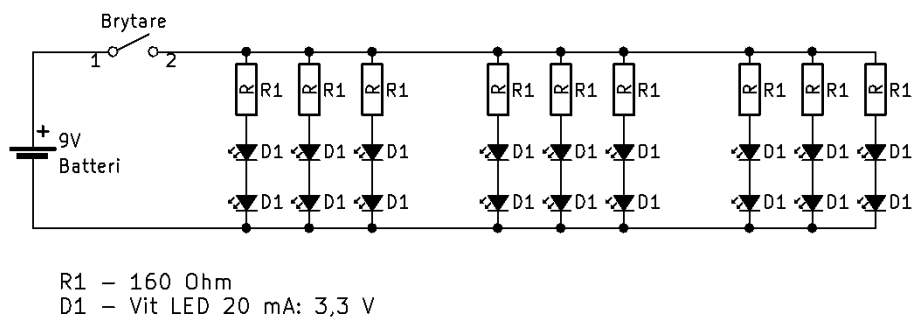 Brytare
1 2
R R1 R R1 R R1 R R1 R R1 R R1 R R1 R R1 R R1
+
9V
Batteri
D1 D1 D1 D1 D1 D1 D1 D1 D1
D1 D1 D1 D1 D1 D1 D1 D1 D1
R1 – 160 Ohm
D1 – Vit LED 20 mA: 3,3 V